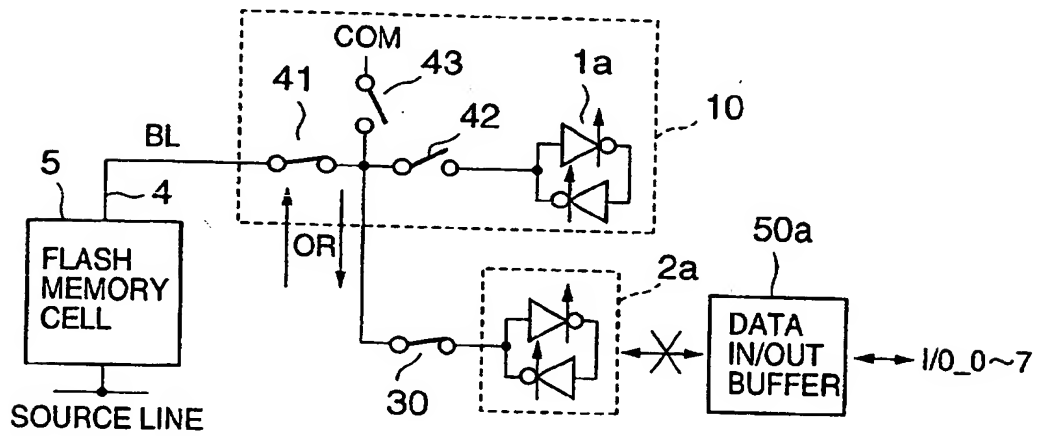 COM
43
1a
41
42
10
BL
5
4
OR
FLASH
MEMORY
CELL
50a
2a
DATA
IN/OUT
BUFFER
I/0_0~7
30
SOURCE LINE